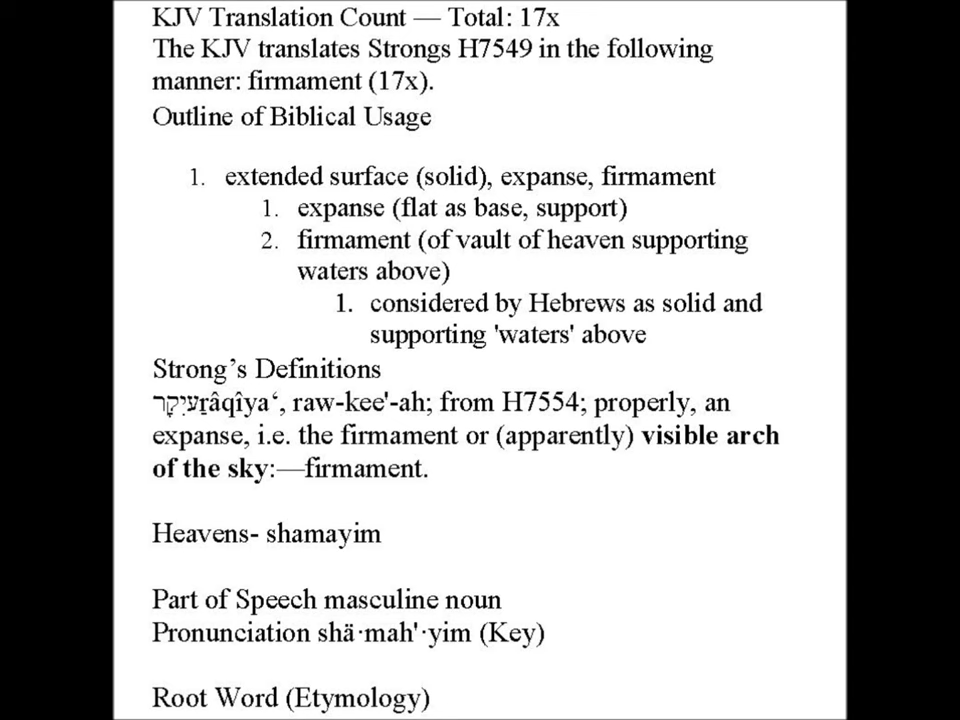 KJV Translation Count — Total: 17x
The KJV translates Strongs H7549 in the following
manner: firmament (17x).
Outline of Biblical Usage
1. extended surface (solid), expanse, firmament
1. expanse (flat as base, support)
2. firmament (of vault of heaven supporting
waters above)
1. considered by Hebrews as solid and
supporting 'waters' above
Strong’s Definitions
עִיקָרr̲âqîyaʻ, raw-kee'-ah; from H7554; properly, an
expanse, i.e. the firmament or (apparently) visible arch
of the sky:—firmament.
Heavens- shamayim
Part of Speech masculine noun
Pronunciation shä·mah'·yim (Key)
Root Word (Etymology)